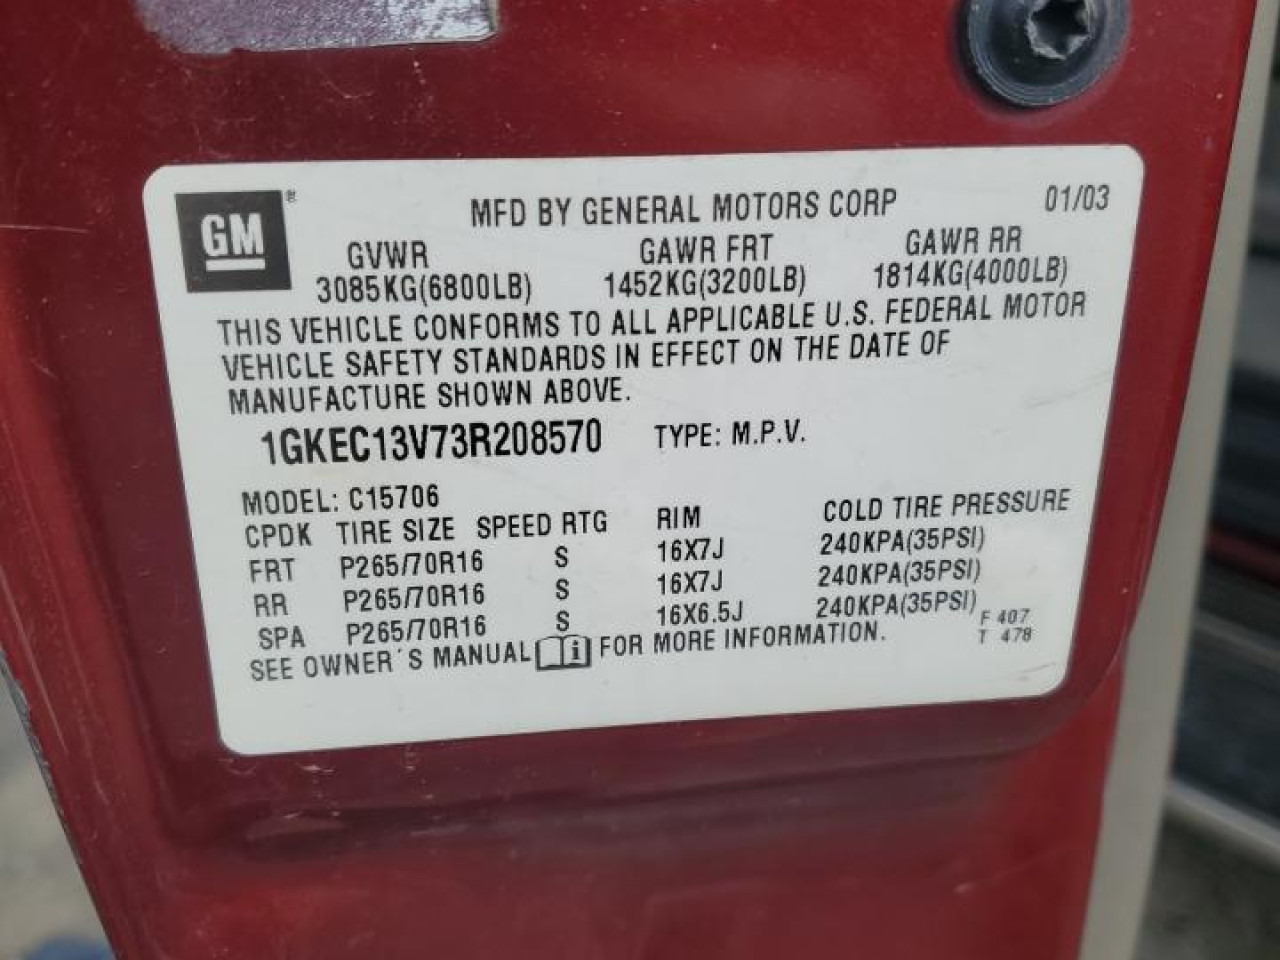 GM ®
MFD BY GENERAL MOTORS CORP 01/03
GVWR GAWR FRT GAWR RR
3085KG(6800LB) 1452KG(3200LB) 1814KG(4000LB)
THIS VEHICLE CONFORMS TO ALL APPLICABLE U.S. FEDERAL MOTOR
VEHICLE SAFETY STANDARDS IN EFFECT ON THE DATE OF
MANUFACTURE SHOWN ABOVE.
1GKEC13V73R208570 TYPE: M.P.V.
MODEL: C15706
CPDK TIRE SIZE SPEED RTG RIM COLD TIRE PRESSURE
FRT P265/70R16 S 16X7J 240KPA(35PSI)
RR P265/70R16 S 16X7J 240KPA(35PSI)
SPA P265/70R16 S 16X6.5J 240KPA(35PSI)
SEE OWNER'S MANUAL i FOR MORE INFORMATION.
F 407
T 478